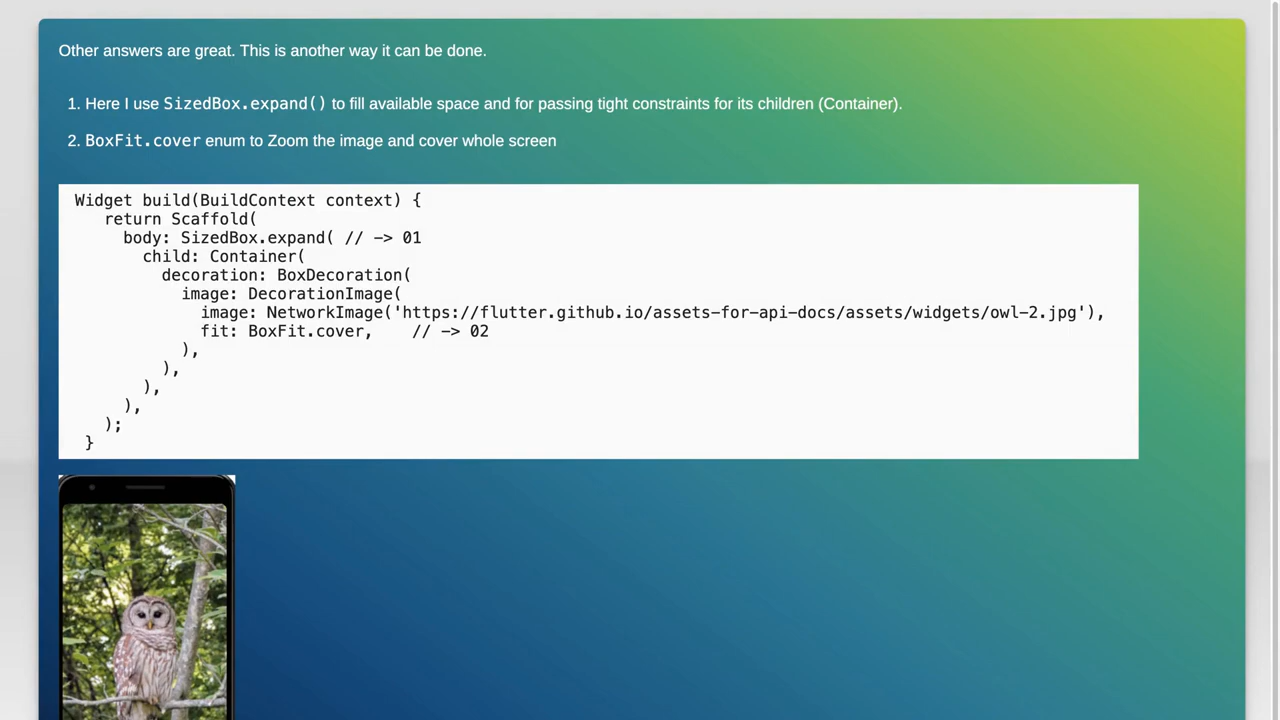 Other answers are great. This is another way it can be done.
1. Here I use SizedBox.expand() to fill available space and for passing tight constraints for its children (Container).
2. BoxFit.cover enum to Zoom the image and cover whole screen
Widget build(BuildContext context) {
   return Scaffold(
     body: SizedBox.expand( // -> 01
       child: Container(
         decoration: BoxDecoration(
           image: DecorationImage(
             image: NetworkImage('https://flutter.github.io/assets-for-api-docs/assets/widgets/owl-2.jpg'),
             fit: BoxFit.cover,    // -> 02
           ),
         ),
       ),
     ),
   );
 }